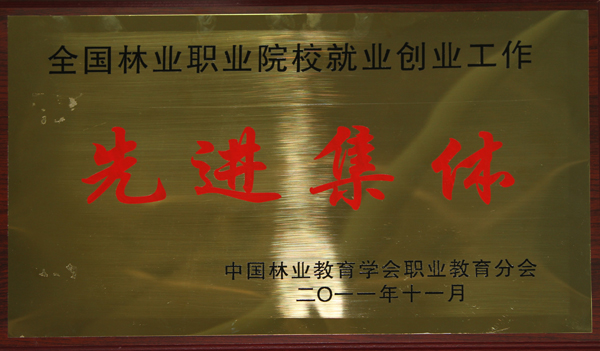 全国林业职业院校就业创业工作
先进集体
中国林业教育学会职业教育分会
二〇一一年十一月